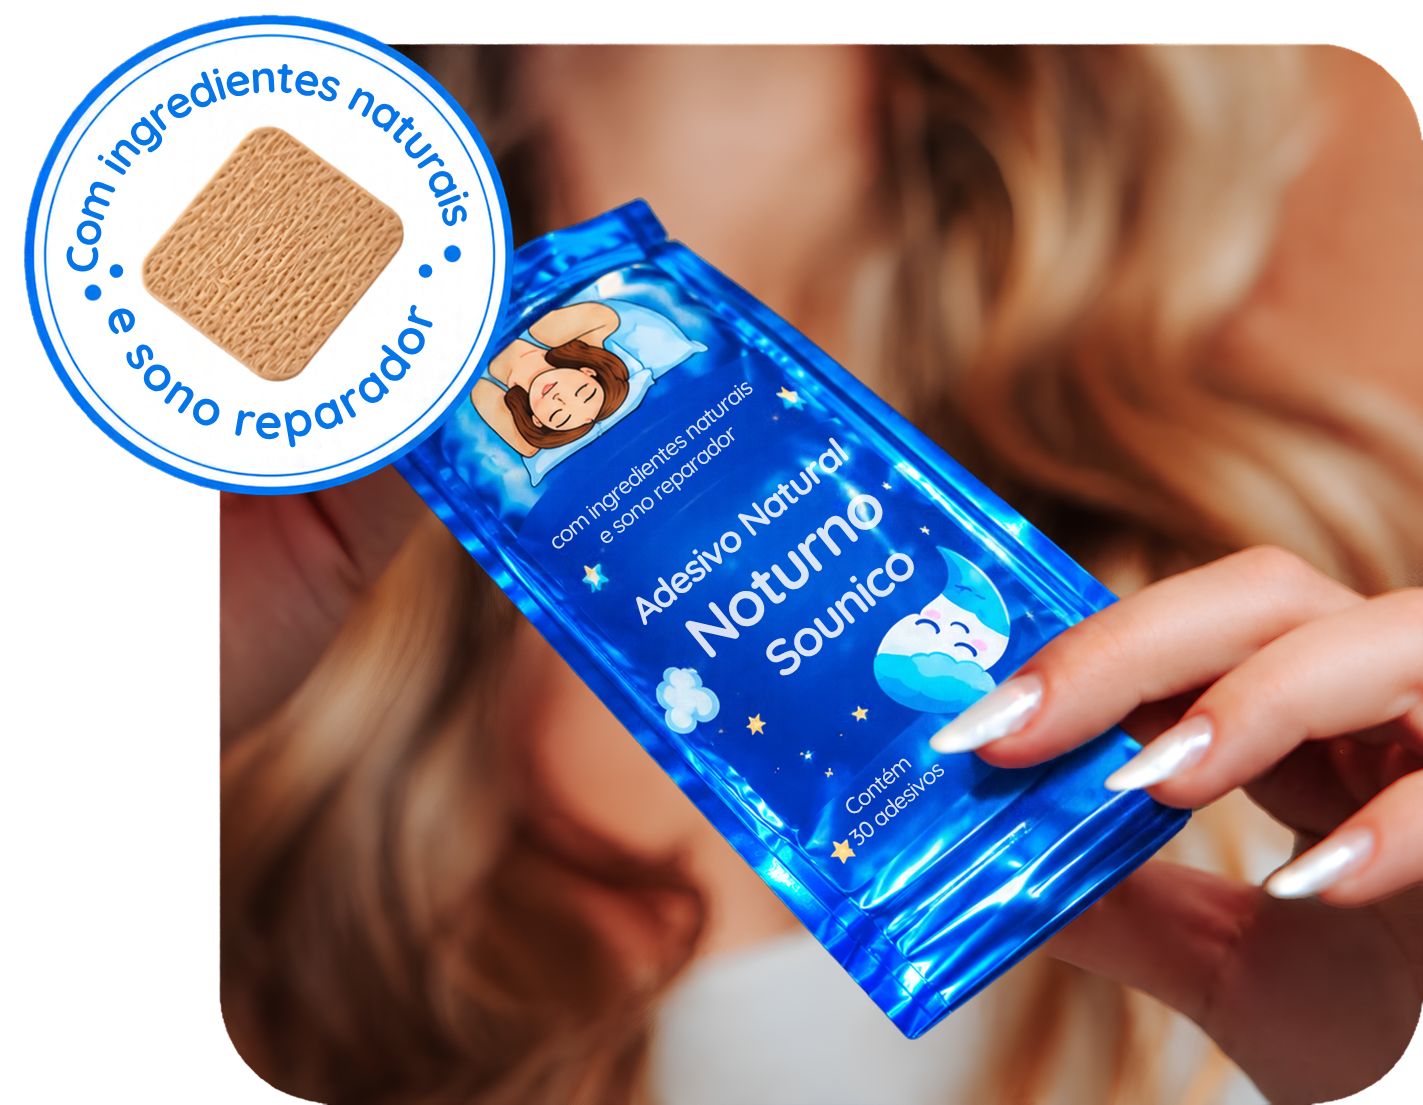 Com ingredientes naturais
e sono reparador
com ingredientes naturais
e sono reparador
Adesivo Natural
Noturno
Sounico
Contém
30 adesivos